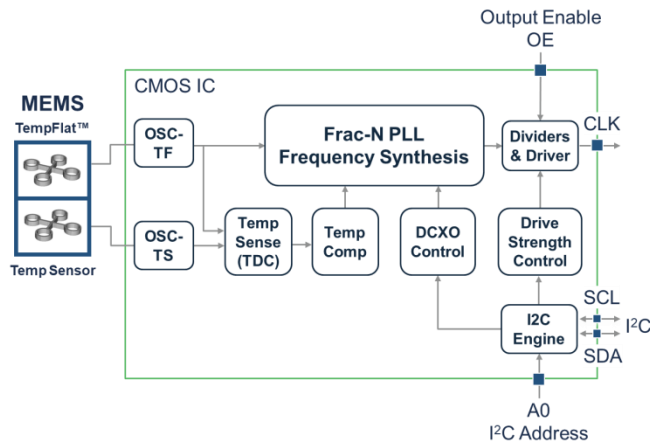 Output Enable
OE
MEMS
TempFlat™
CMOS IC
OSC-
TF
Frac-N PLL
Frequency Synthesis
Dividers
& Driver
CLK
Temp Sensor
OSC-
TS
Temp
Sense
(TDC)
Temp
Comp
DCXO
Control
Drive
Strength
Control
I2C
Engine
SCL
I²C
SDA
A0
I²C Address